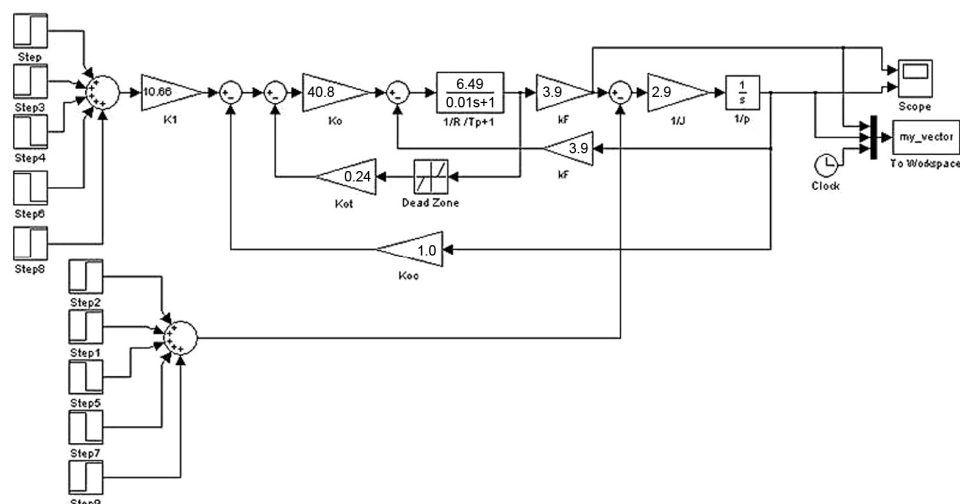 Step
Step3
Step4
Step6
Step8
10.66
K1
40.8
Ko
6.49
0.01s+1
1/R /Tp+1
3.9
kF
2.9
1/J
1
s
1/p
Scope
my_vector
To Workspace
Clock
3.9
kF
0.24
Kot
Dead Zone
1.0
Koc
Step2
Step1
Step5
Step7